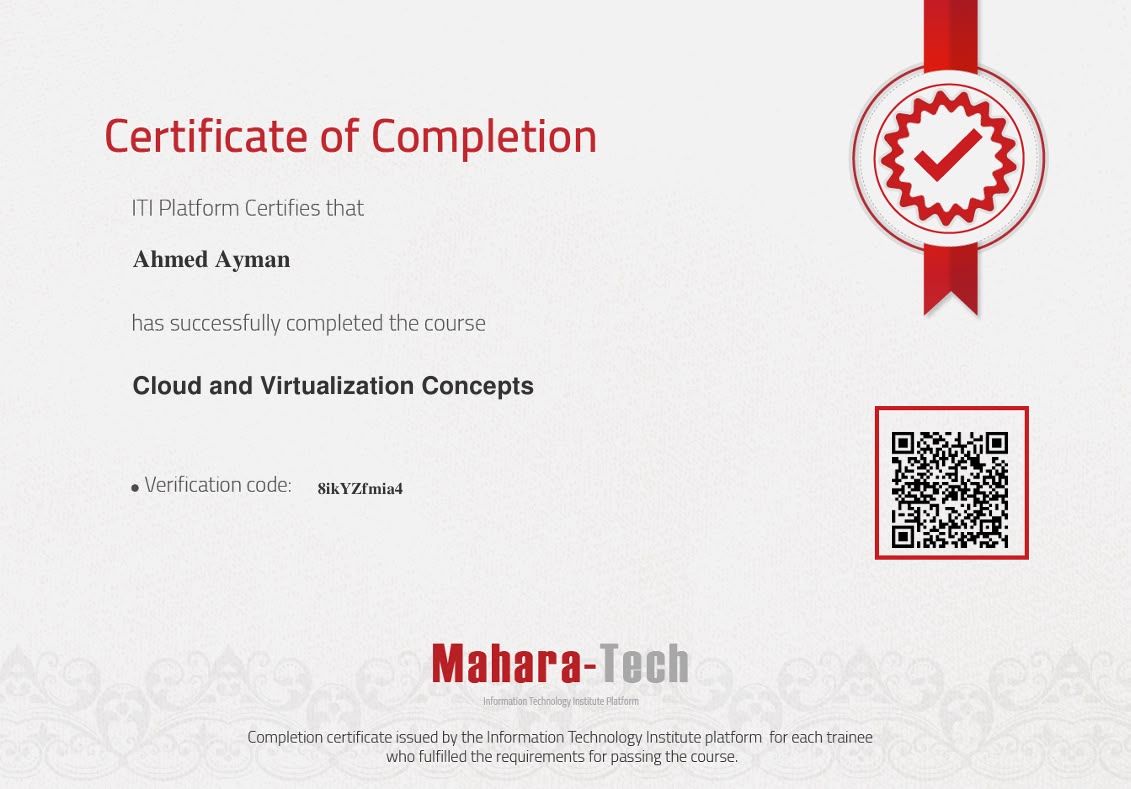 Certificate of Completion
ITI Platform Certifies that
Ahmed Ayman
has successfully completed the course
Cloud and Virtualization Concepts
• Verification code: 8ikYZfmia4
Mahara-Tech
Information Technology Institute Platform
Completion certificate issued by the Information Technology Institute platform for each trainee
who fulfilled the requirements for passing the course.